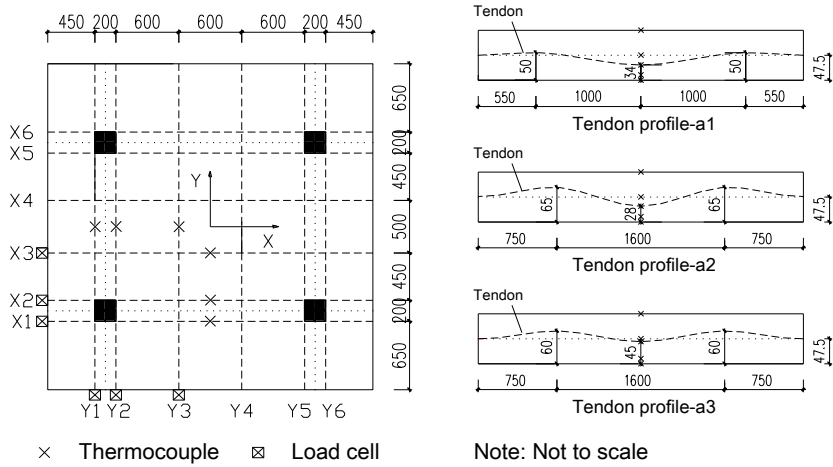 450 200 600 600 600 200 450
X6
X5
X4
X3
X2
X1
Y
X
650
200
450
500
450
200
650
Y1 Y2 Y3 Y4 Y5 Y6
× Thermocouple
Load cell
Tendon
50 34 50 47.5
550 1000 1000 550
Tendon profile-a1
Tendon
65 28 65 47.5
750 1600 750
Tendon profile-a2
Tendon
60 45 60 47.5
750 1600 750
Tendon profile-a3
Note: Not to scale